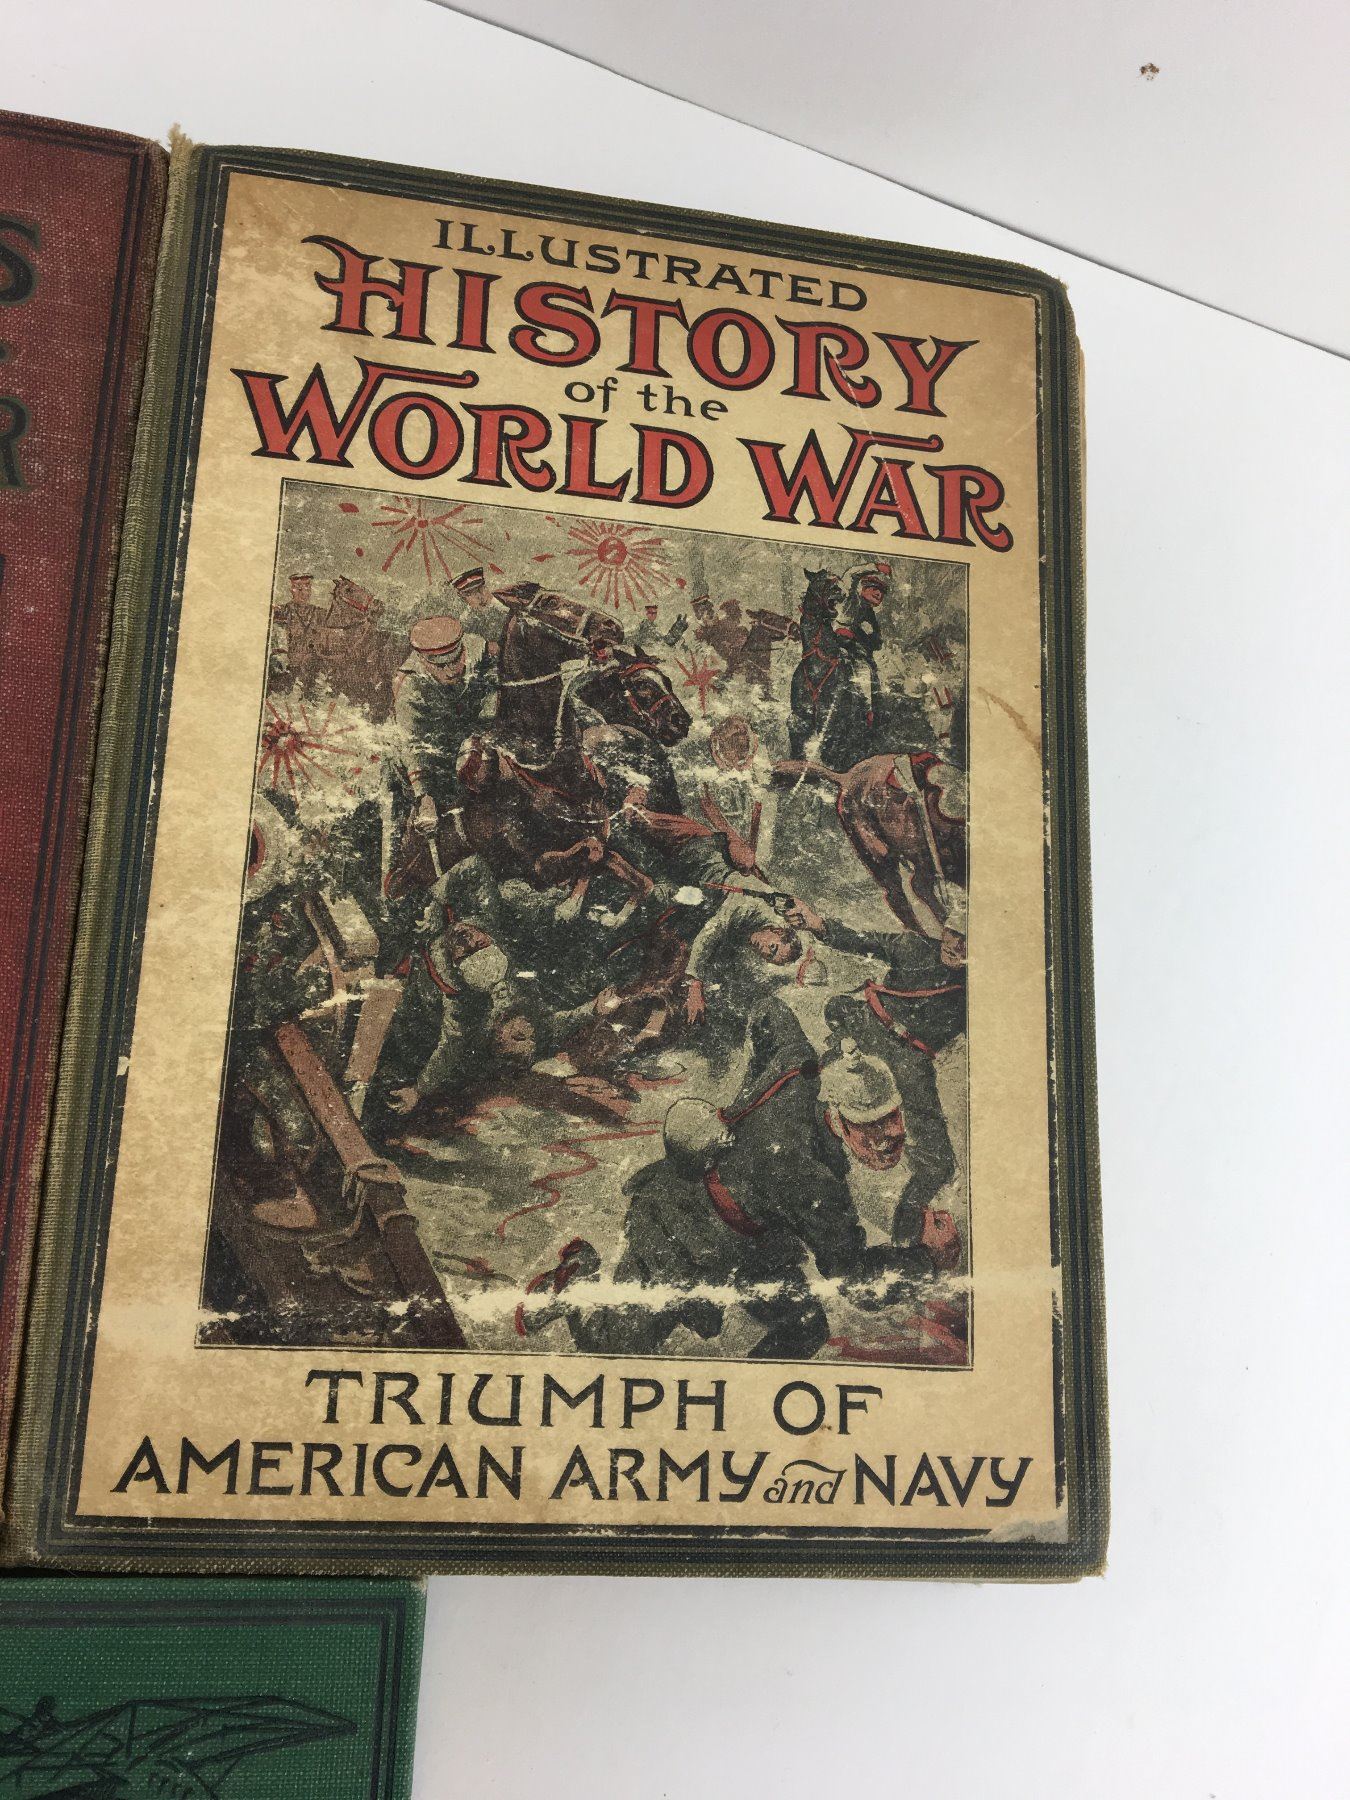 ILLUSTRATED
HISTORY
of the
WORLD WAR
TRIUMPH OF
AMERICAN ARMY and NAVY